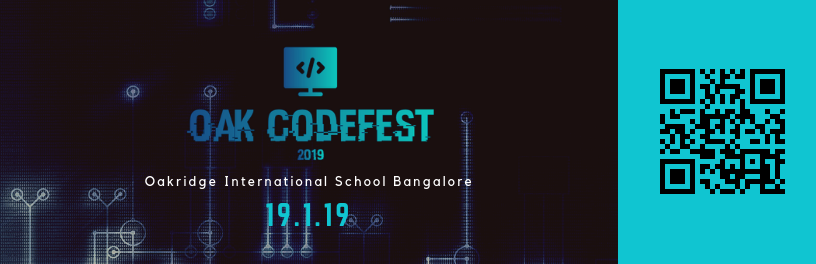 </>
OAK CODEFEST
2019
Oakridge International School Bangalore
19.1.19